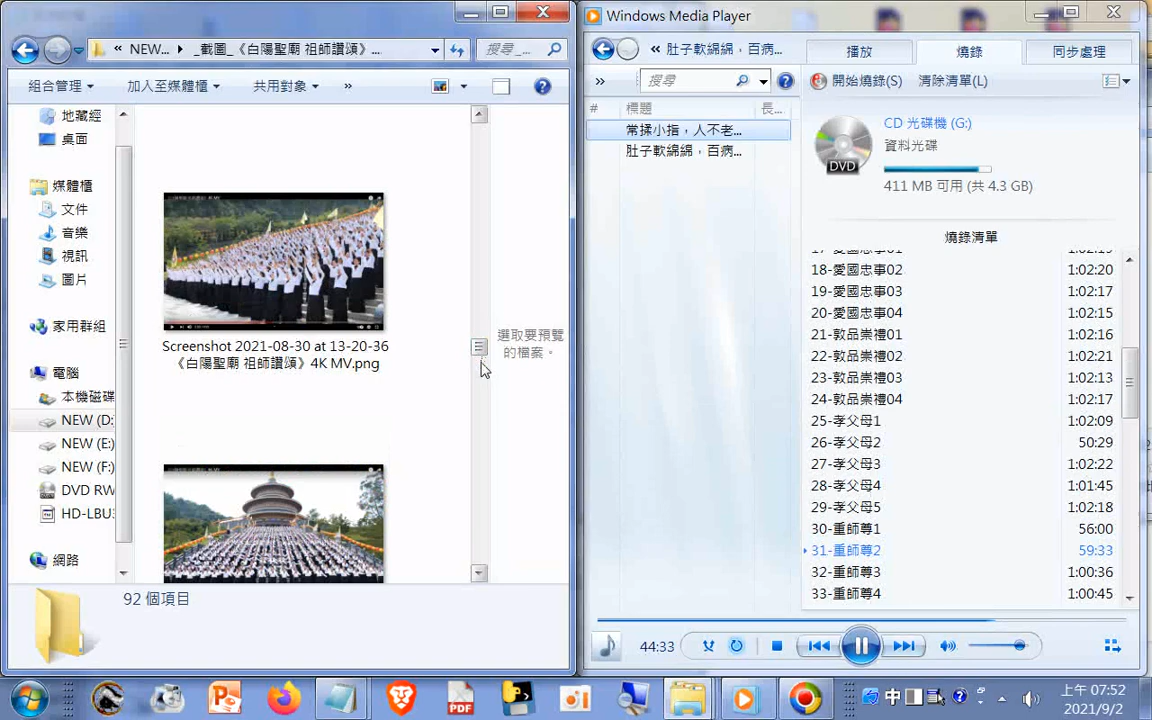 « NEW... ▸ _截圖_《白陽聖廟 祖師讚頌》...
搜尋_...
組合管理
加入至媒體櫃
共用對象
»
地藏經
桌面
媒體櫃
文件
音樂
視訊
圖片
家用群組
電腦
本機磁碟
NEW (D:
NEW (E:)
NEW (F:)
DVD RW
HD-LBU3
網路
Screenshot 2021-08-30 at 13-20-36
《白陽聖廟 祖師讚頌》4K MV.png
選取要預覽
的檔案。
92 個項目
Windows Media Player
« 肚子軟綿綿，百病...
»
搜尋
#
標題
長...
常揉小指，人不老...
肚子軟綿綿，百病...
播放
燒錄
同步處理
開始燒錄(S)
清除清單(L)
DVD
CD 光碟機 (G:)
資料光碟
411 MB 可用 (共 4.3 GB)
燒錄清單
18-愛國忠事02 1:02:20
19-愛國忠事03 1:02:17
20-愛國忠事04 1:02:15
21-敦品崇禮01 1:02:16
22-敦品崇禮02 1:02:21
23-敦品崇禮03 1:02:13
24-敦品崇禮04 1:02:17
25-孝父母1 1:02:09
26-孝父母2 50:29
27-孝父母3 1:02:22
28-孝父母4 1:01:45
29-孝父母5 1:02:18
30-重師尊1 56:00
31-重師尊2 59:33
32-重師尊3 1:00:36
33-重師尊4 1:00:45
44:33
PDF
中
上午 07:52
2021/9/2